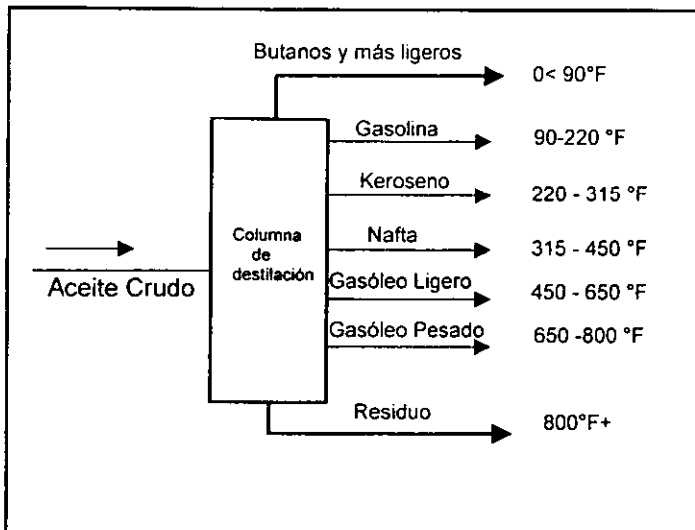 Butanos y más ligeros
0< 90°F
Gasolina
90-220 °F
Keroseno
220 - 315 °F
Nafta
315 - 450 °F
Gasóleo Ligero
450 - 650 °F
Gasóleo Pesado
650 -800 °F
Residuo
800°F+
Columna
de
destilación
Aceite Crudo